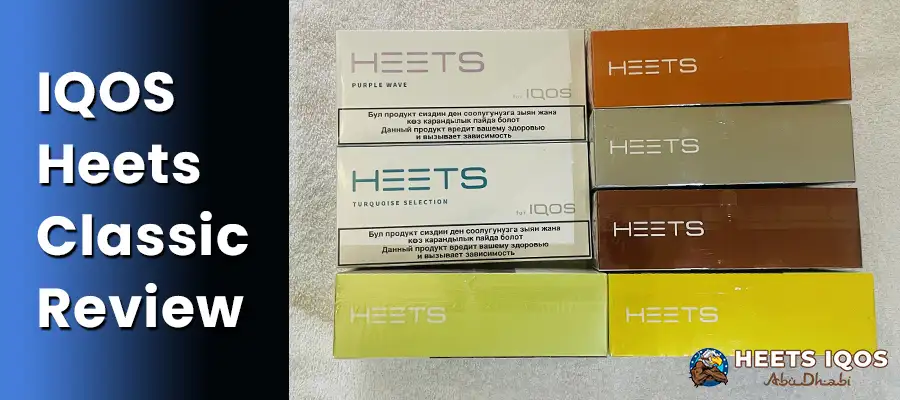 IQOS
Heets
Classic
Review
HEETS
PURPLE WAVE
by IQOS
Бул продукт сиздин ден соолугунузга зыян жана
көз карандылык пайда болот
Данный продукт вредит вашему здоровью
и вызывает зависимость
HEETS
TURQUOISE SELECTION
by IQOS
Бул продукт сиздин ден соолугунузга зыян жана
көз карандылык пайда болот
Данный продукт вредит вашему здоровью
и вызывает зависимость
HEETS
HEETS
HEETS
HEETS
HEETS
HEETS IQOS
Abu Dhabi